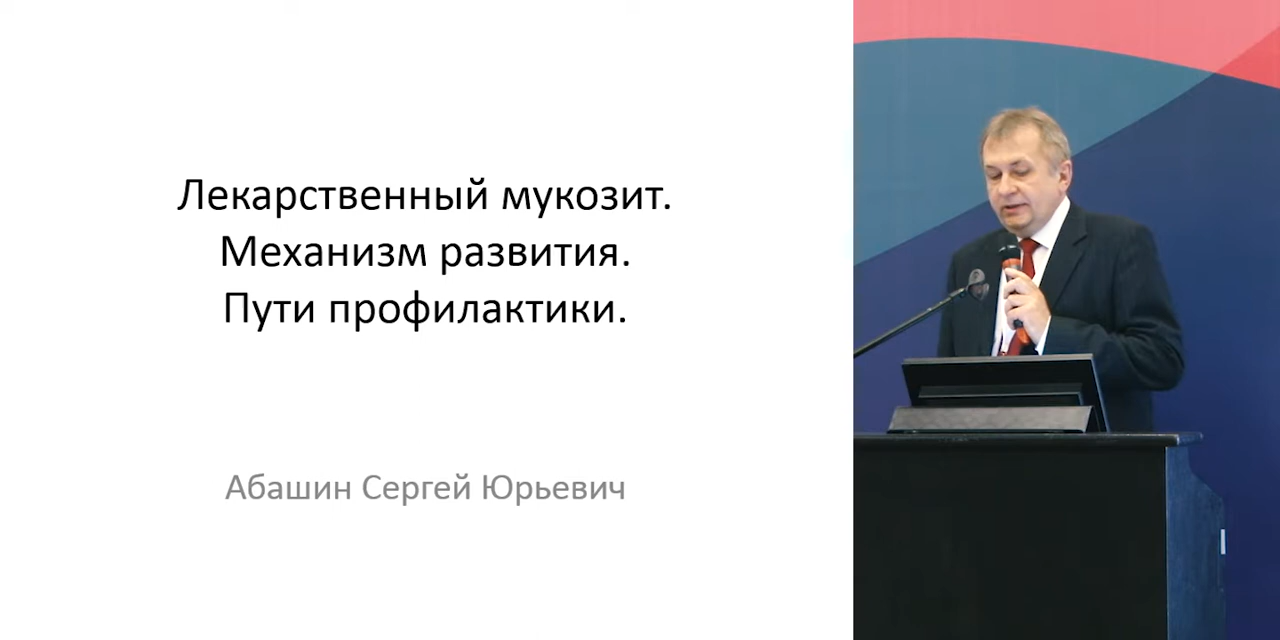 Лекарственный мукозит.
Механизм развития.
Пути профилактики.
Абашин Сергей Юрьевич